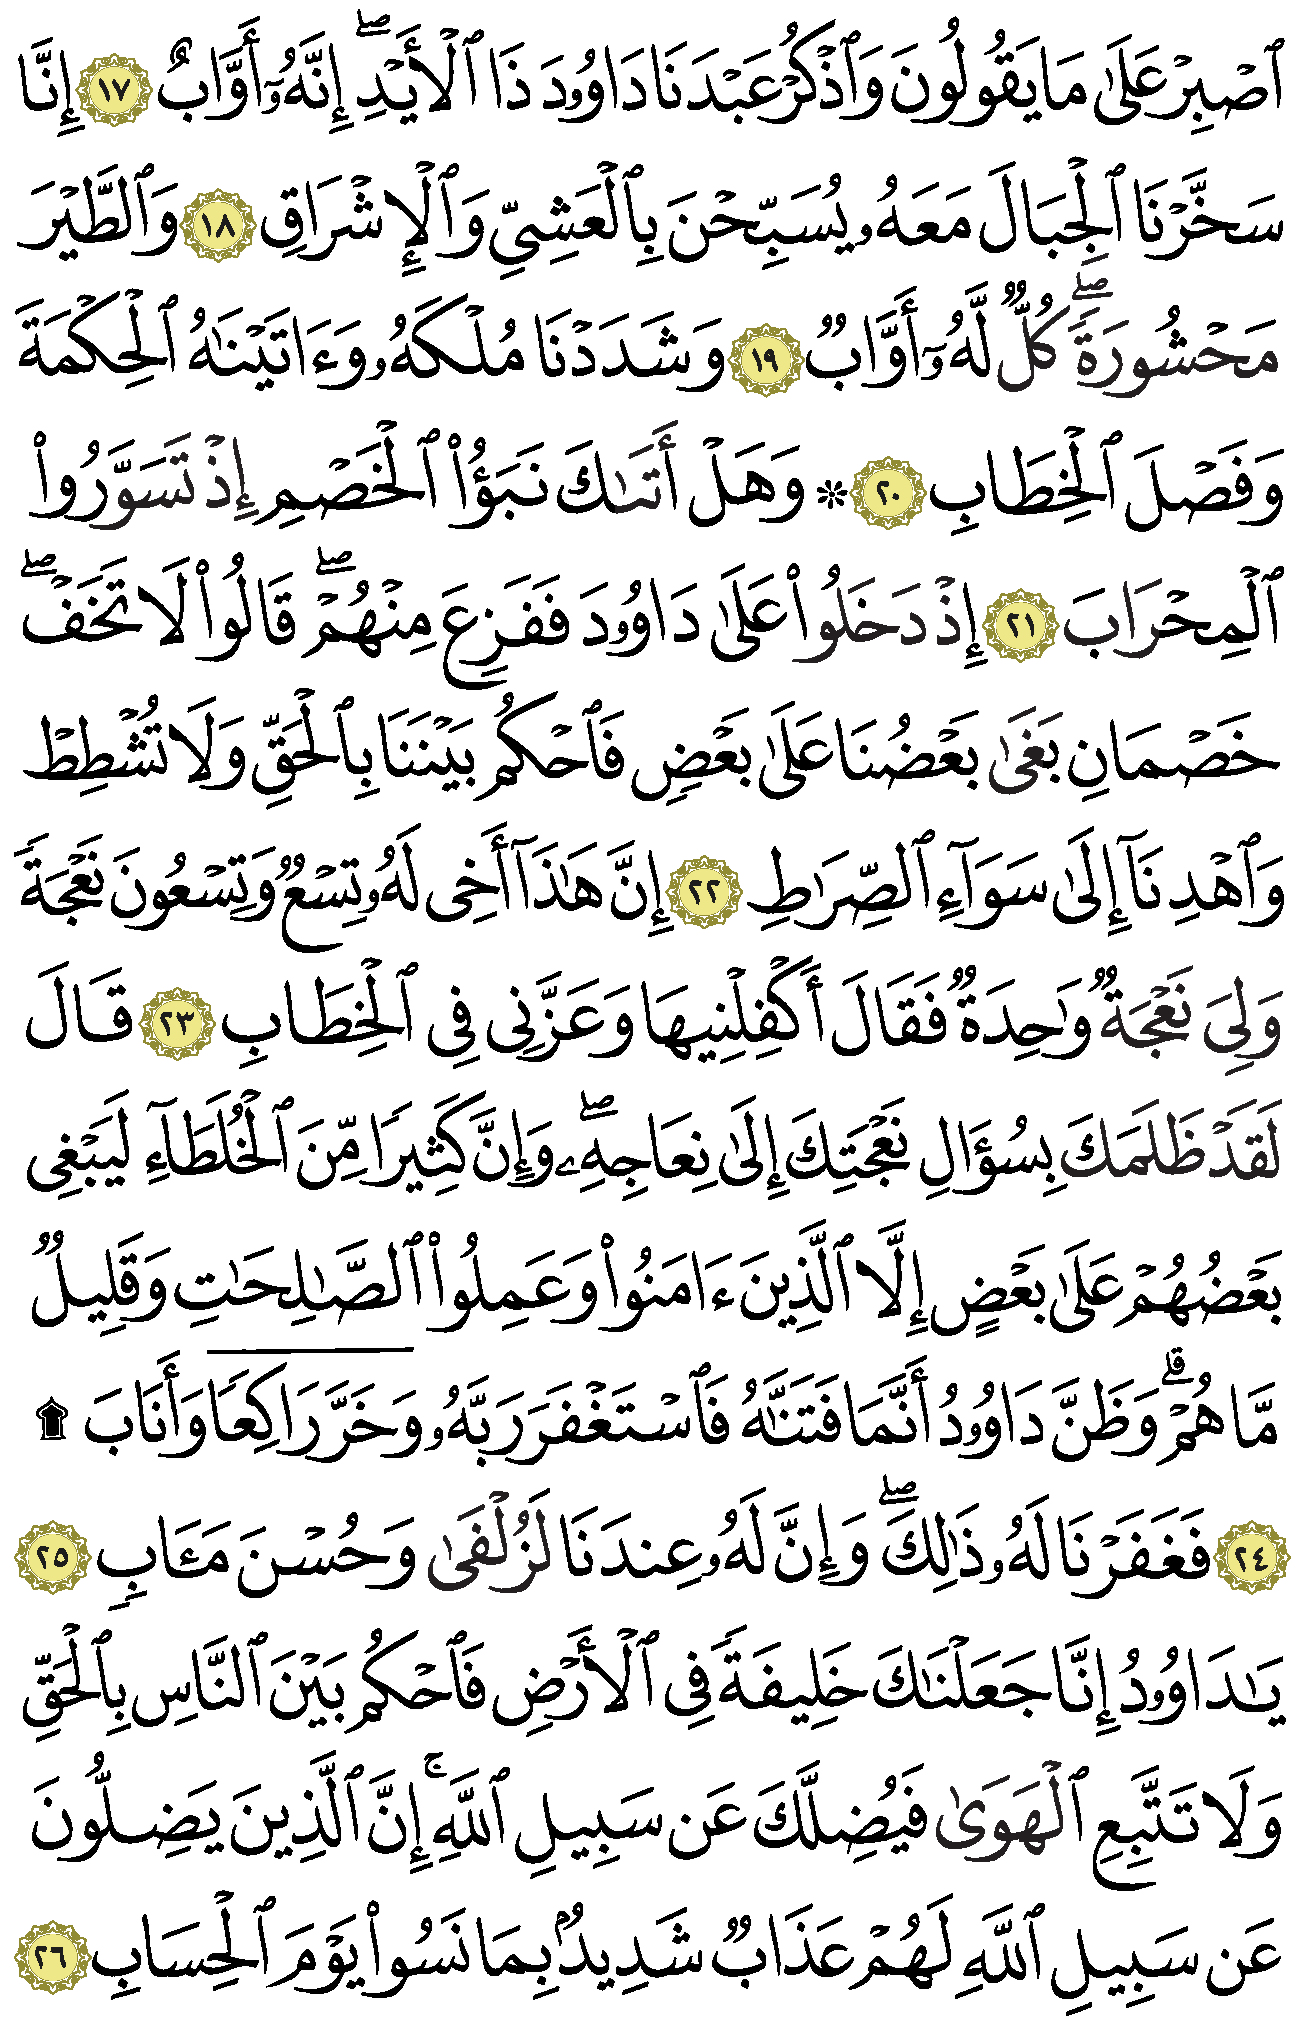 ٱصْبِرْ عَلَىٰ مَا يَقُولُونَ وَٱذْكُرْ عَبْدَنَا دَاوُۥدَ ذَا ٱلْأَيْدِۖ إِنَّهُۥٓ أَوَّابٌ ١٧ إِنَّا
سَخَّرْنَا ٱلْجِبَالَ مَعَهُۥ يُسَبِّحْنَ بِٱلْعَشِىِّ وَٱلْإِشْرَاقِ ١٨ وَٱلطَّيْرَ
مَحْشُورَةًۖ كُلٌّ لَّهُۥٓ أَوَّابٌ ١٩ وَشَدَدْنَا مُلْكَهُۥ وَءَاتَيْنَٰهُ ٱلْحِكْمَةَ
وَفَصْلَ ٱلْخِطَابِ ٢٠ ۞ وَهَلْ أَتَىٰكَ نَبَؤُا۟ ٱلْخَصْمِ إِذْ تَسَوَّرُوا۟
ٱلْمِحْرَابَ ٢١ إِذْ دَخَلُوا۟ عَلَىٰ دَاوُۥدَ فَفَزِعَ مِنْهُمْۖ قَالُوا۟ لَا تَخَفْۖ
خَصْمَانِ بَغَىٰ بَعْضُنَا عَلَىٰ بَعْضٍ فَٱحْكُم بَيْنَنَا بِٱلْحَقِّ وَلَا تُشْطِطْ
وَٱهْدِنَآ إِلَىٰ سَوَآءِ ٱلصِّرَٰطِ ٢٢ إِنَّ هَٰذَآ أَخِى لَهُۥ تِسْعٌ وَتِسْعُونَ نَعْجَةً
وَلِىَ نَعْجَةٌ وَٰحِدَةٌ فَقَالَ أَكْفِلْنِيهَا وَعَزَّنِى فِى ٱلْخِطَابِ ٢٣ قَالَ
لَقَدْ ظَلَمَكَ بِسُؤَالِ نَعْجَتِكَ إِلَىٰ نِعَاجِهِۦۖ وَإِنَّ كَثِيرًا مِّنَ ٱلْخُلَطَآءِ لَيَبْغِى
بَعْضُهُمْ عَلَىٰ بَعْضٍ إِلَّا ٱلَّذِينَ ءَامَنُوا۟ وَعَمِلُوا۟ ٱلصَّٰلِحَٰتِ وَقَلِيلٌ
مَّا هُمْۗ وَظَنَّ دَاوُۥدُ أَنَّمَا فَتَنَّٰهُ فَٱسْتَغْفَرَ رَبَّهُۥ وَخَرَّ رَاكِعًا وَأَنَابَ ۩
٢٤ فَغَفَرْنَا لَهُۥ ذَٰلِكَۖ وَإِنَّ لَهُۥ عِندَنَا لَزُلْفَىٰ وَحُسْنَ مَـَٔابٍ ٢٥
يَٰدَاوُۥدُ إِنَّا جَعَلْنَٰكَ خَلِيفَةً فِى ٱلْأَرْضِ فَٱحْكُم بَيْنَ ٱلنَّاسِ بِٱلْحَقِّ
وَلَا تَتَّبِعِ ٱلْهَوَىٰ فَيُضِلَّكَ عَن سَبِيلِ ٱللَّهِۚ إِنَّ ٱلَّذِينَ يَضِلُّونَ
عَن سَبِيلِ ٱللَّهِ لَهُمْ عَذَابٌ شَدِيدٌۢ بِمَا نَسُوا۟ يَوْمَ ٱلْحِسَابِ ٢٦